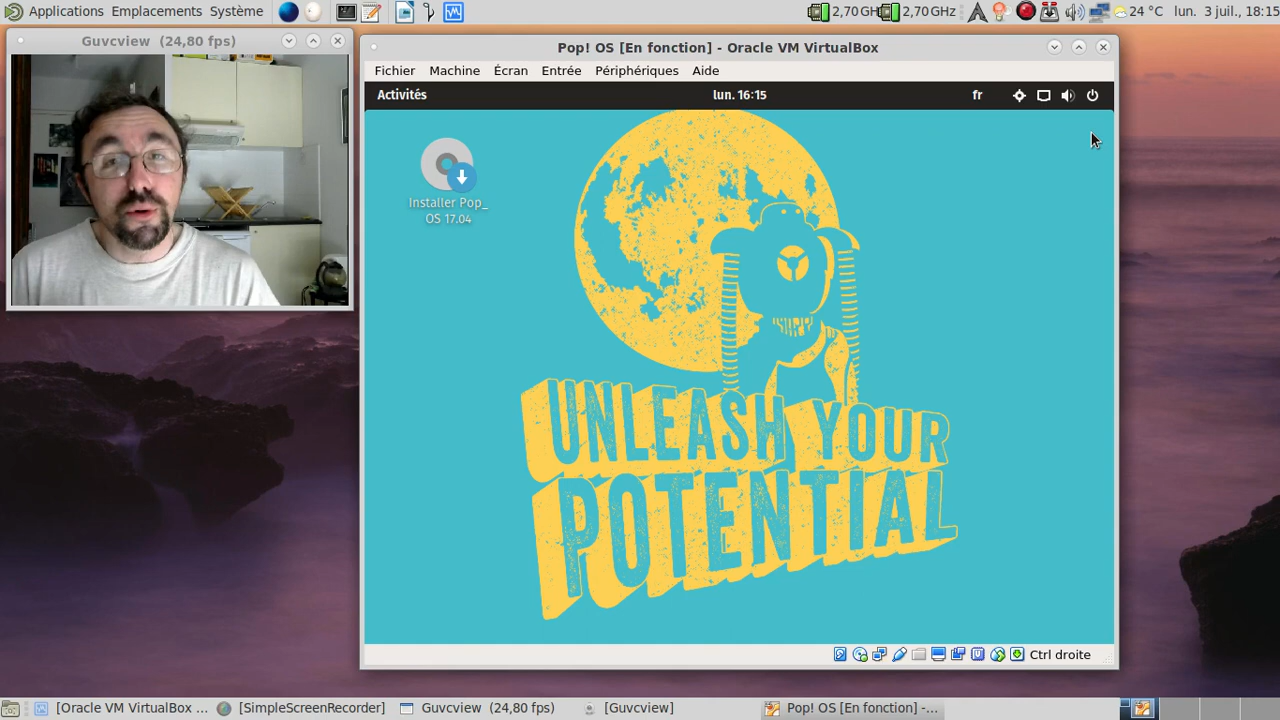 Applications Emplacements Système
2,70 GH
2,70 GHz
24 °C
lun. 3 juil., 18:15
Guvcview (24,80 fps)
Pop! OS [En fonction] - Oracle VM VirtualBox
Fichier Machine Écran Entrée Périphériques Aide
Activités
lun. 16:15
fr
Installer Pop_
OS 17.04
UNLEASH YOUR
POTENTIAL
Ctrl droite
[Oracle VM VirtualBox ...
[SimpleScreenRecorder]
Guvcview (24,80 fps)
[Guvcview]
Pop! OS [En fonction] -...